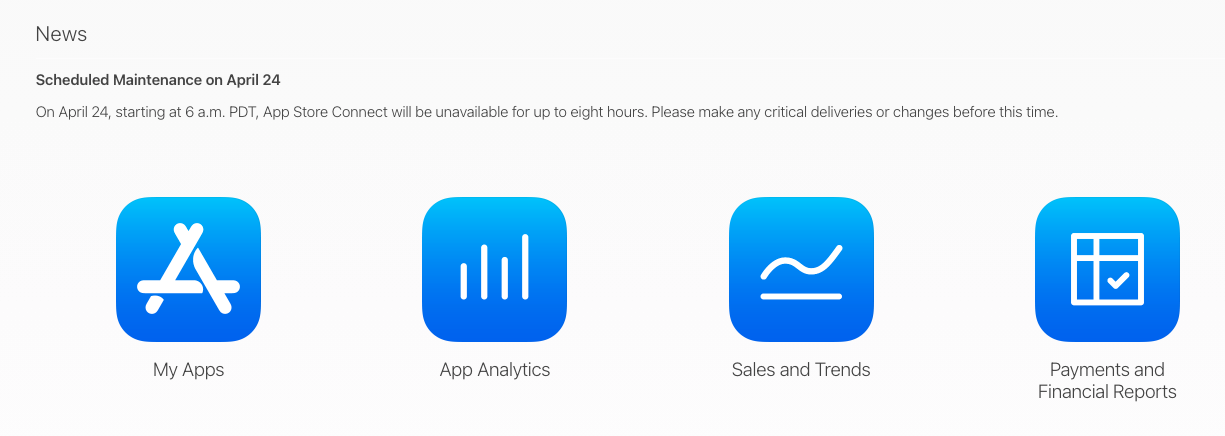 News
Scheduled Maintenance on April 24
On April 24, starting at 6 a.m. PDT, App Store Connect will be unavailable for up to eight hours. Please make any critical deliveries or changes before this time.
My Apps
App Analytics
Sales and Trends
Payments and
Financial Reports